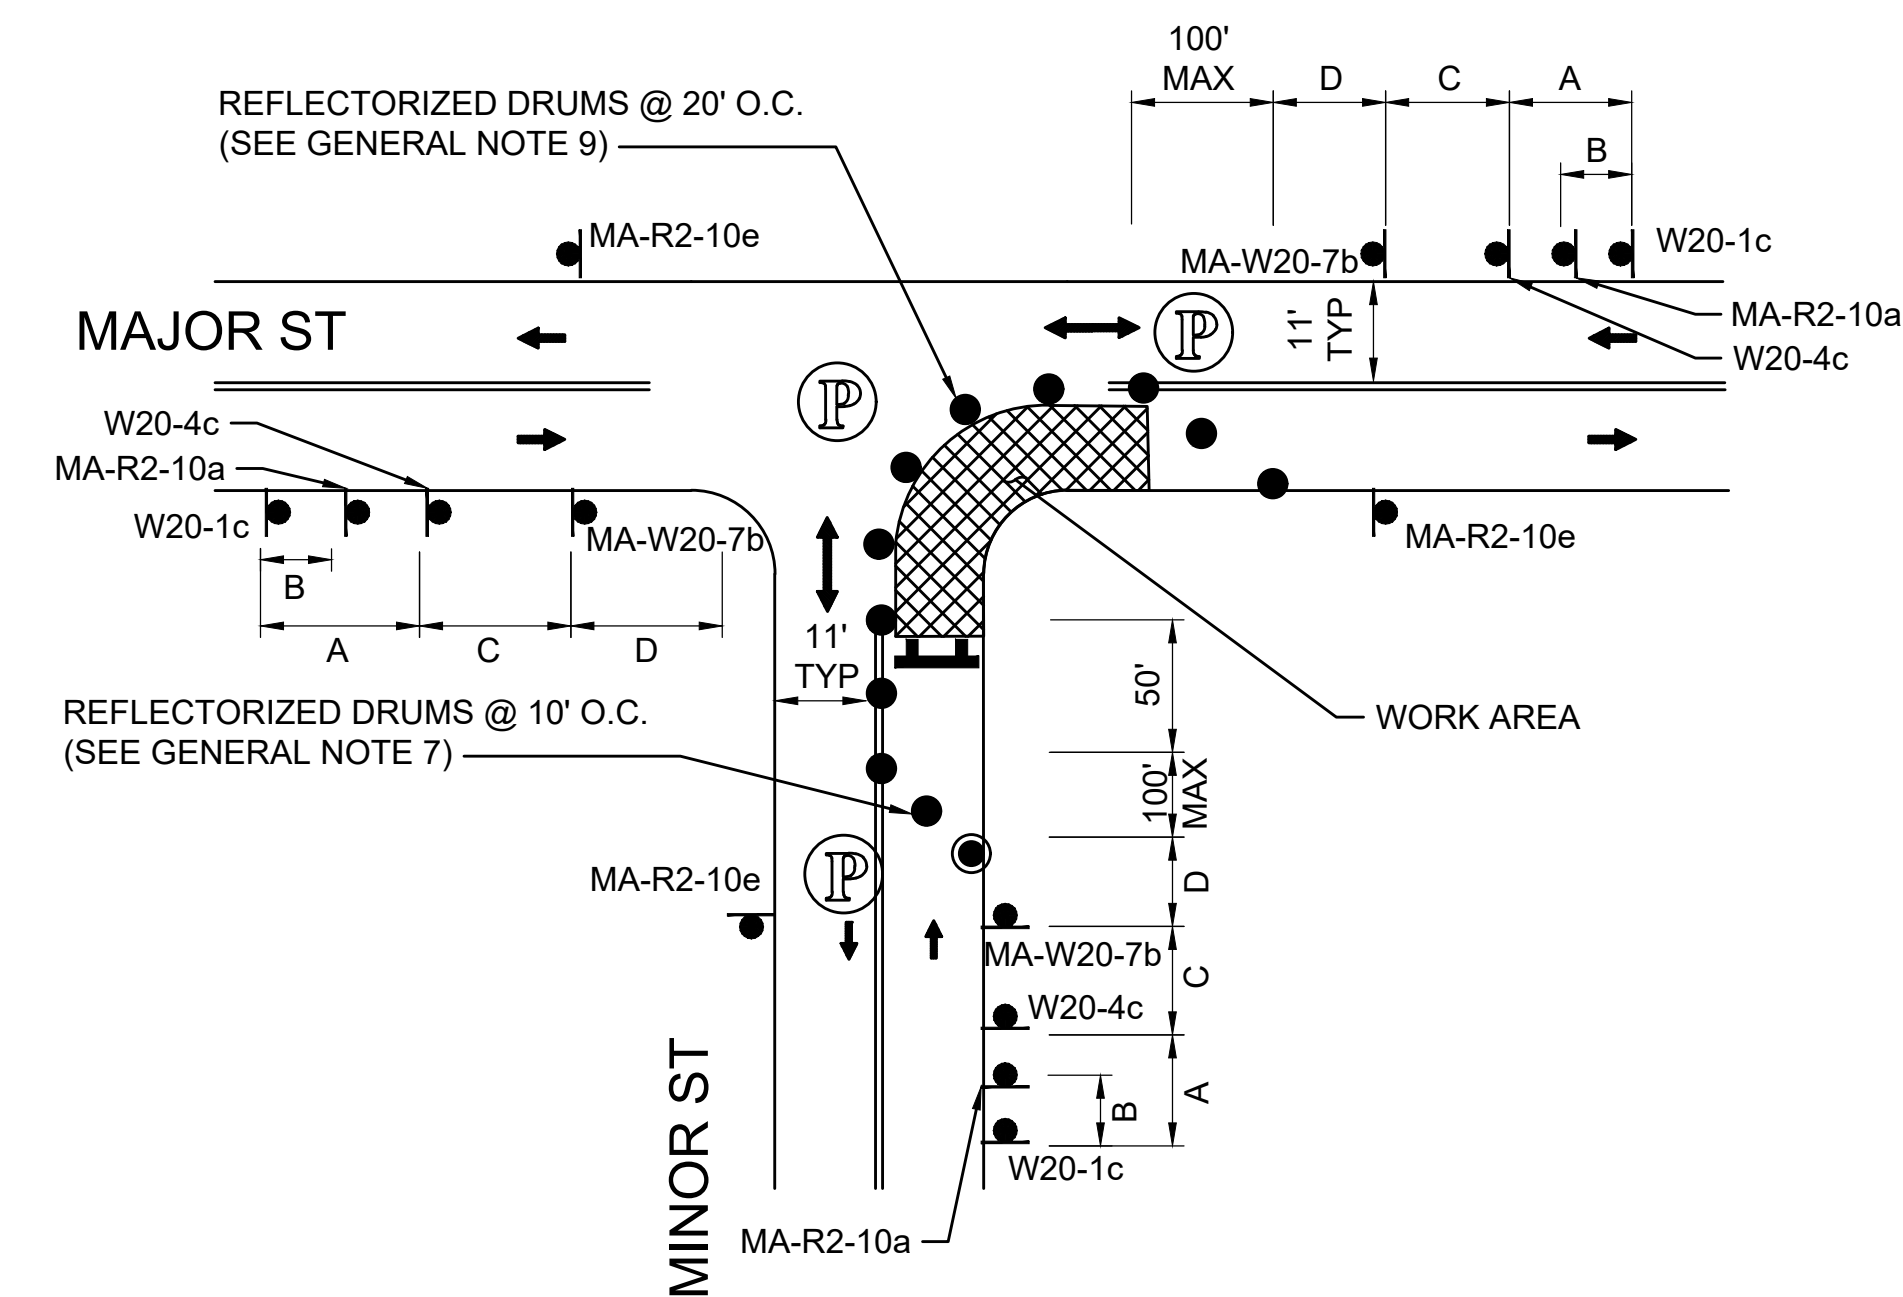 100'
MAX
D
C
A
B
REFLECTORIZED DRUMS @ 20' O.C.
(SEE GENERAL NOTE 9)
MA-R2-10e
W20-1c
MA-W20-7b
MA-R2-10a
W20-4c
MAJOR ST
P
11'
TYP
P
W20-4c
MA-R2-10a
W20-1c
MA-W20-7b
MA-R2-10e
B
A
C
D
11'
TYP
50'
WORK AREA
REFLECTORIZED DRUMS @ 10' O.C.
(SEE GENERAL NOTE 7)
100'
MAX
MA-R2-10e
P
D
MA-W20-7b
C
W20-4c
MINOR ST
B
A
W20-1c
MA-R2-10a